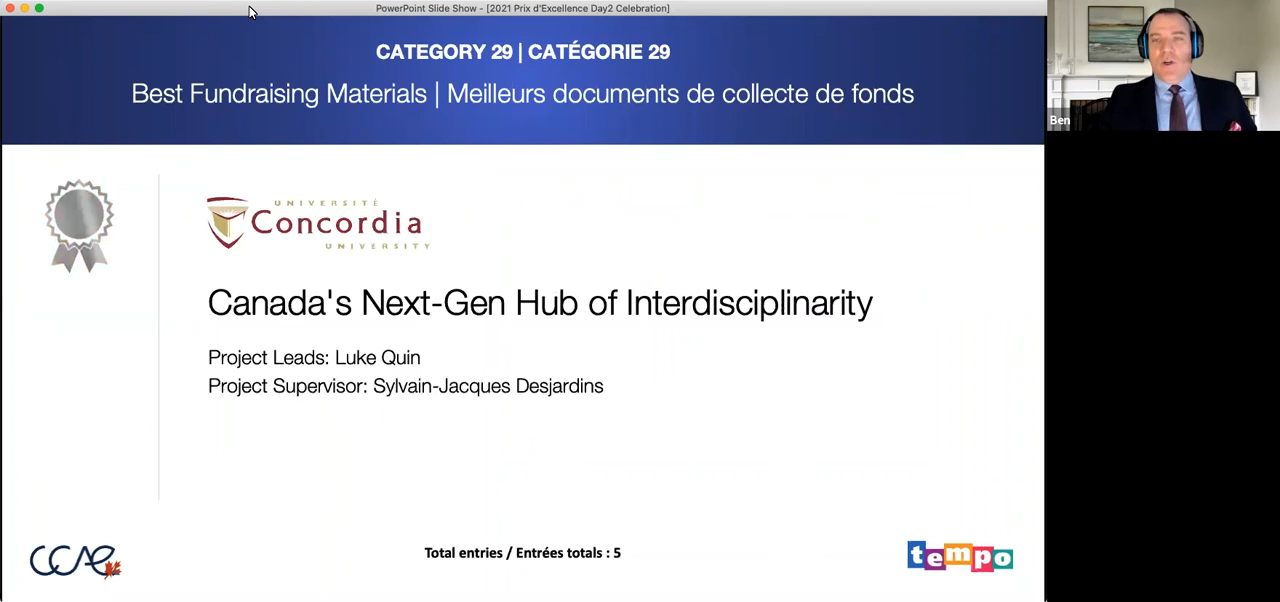 PowerPoint Slide Show - [2021 Prix d'Excellence Day2 Celebration]
CATEGORY 29 | CATÉGORIE 29
Best Fundraising Materials | Meilleurs documents de collecte de fonds
Ben
UNIVERSITÉ
Concordia
UNIVERSITY
Canada's Next-Gen Hub of Interdisciplinarity
Project Leads: Luke Quin
Project Supervisor: Sylvain-Jacques Desjardins
CCAE
Total entries / Entrées totals : 5
tempo